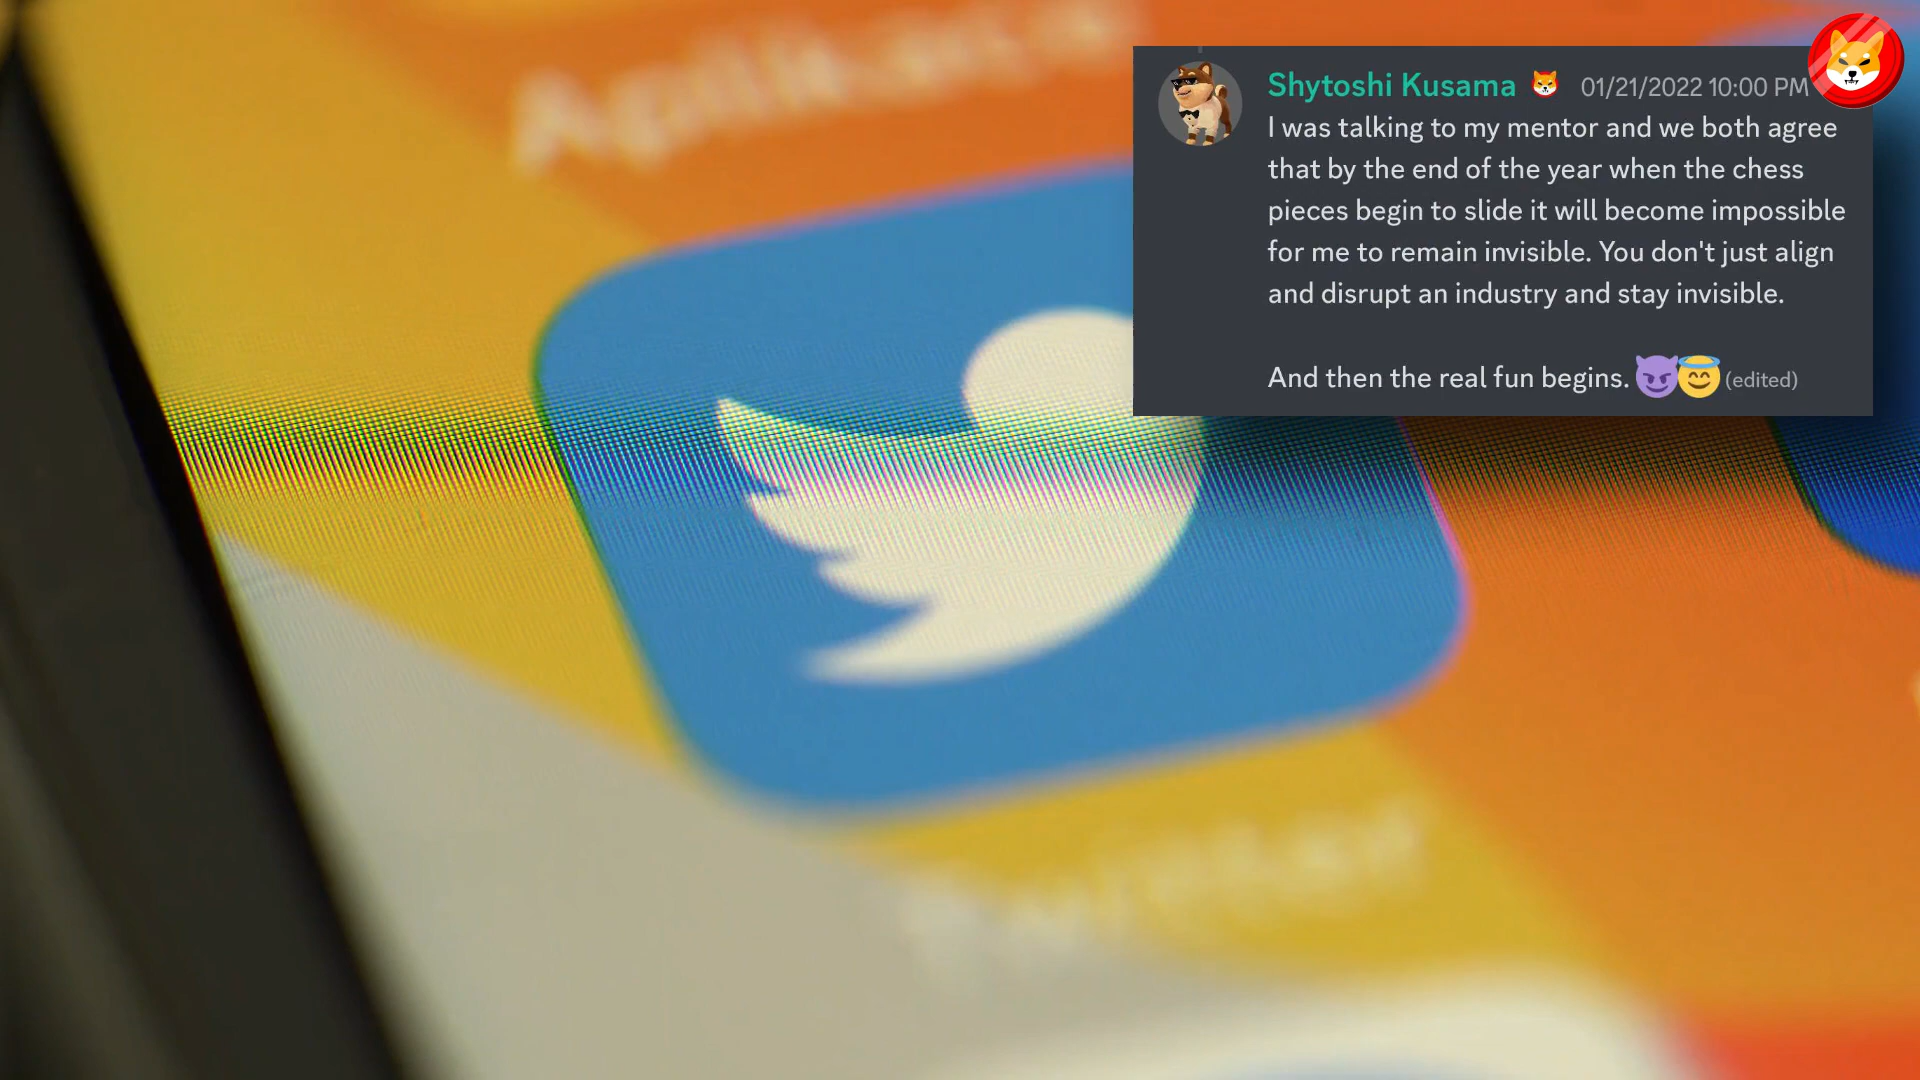 Shytoshi Kusama 01/21/2022 10:00 PM
I was talking to my mentor and we both agree
that by the end of the year when the chess
pieces begin to slide it will become impossible
for me to remain invisible. You don't just align
and disrupt an industry and stay invisible.
And then the real fun begins. 😈😇 (edited)
Twitter